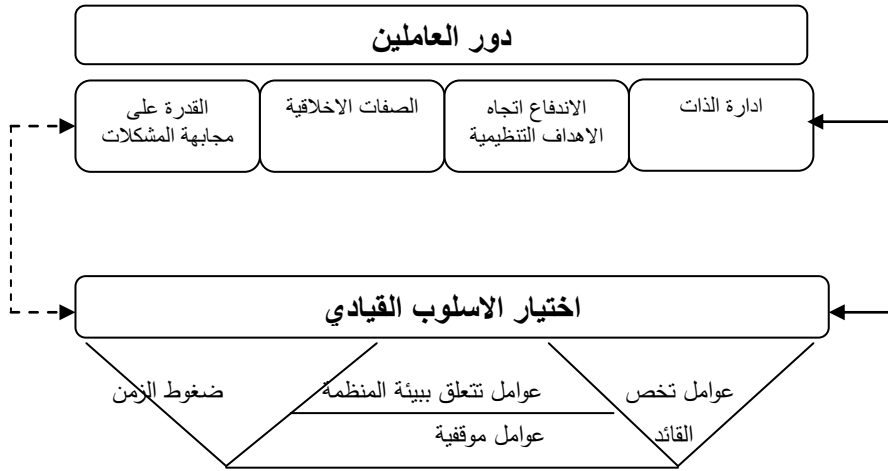 دور العاملين
ادارة الذات
الاندفاع اتجاه
الاهداف التنظيمية
الصفات الاخلاقية
القدرة على
مجابهة المشكلات
اختيار الاسلوب القيادي
عوامل تخص
القائد
عوامل تتعلق ببيئة المنظمة
عوامل موقفية
ضغوط الزمن